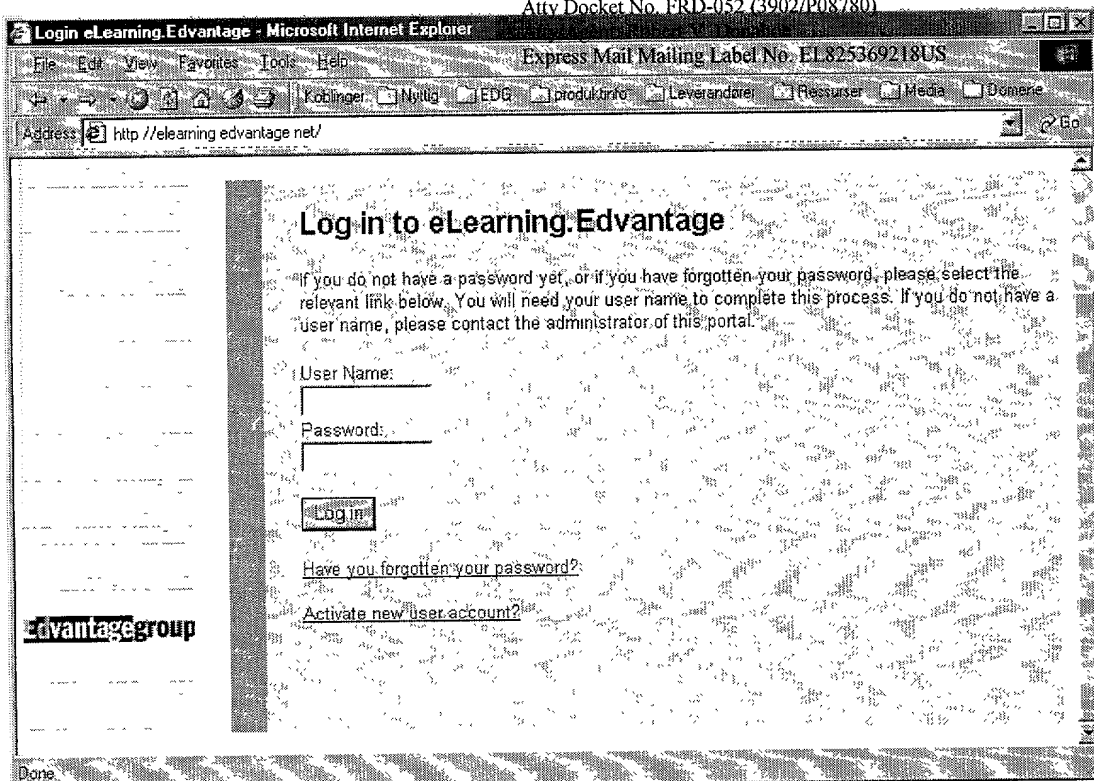 Atty Docket No. FRD-052 (3902/P08780)
Login eLearning.Edvantage - Microsoft Internet Explorer
Express Mail Mailing Label No. EL825369218US
File Edit View Favorites Tools Help
Koblinger Nyttig EDG produktinfo Leverandører Ressurser Media Domene
Address http //elearning edvantage net/ Go
Log in to eLearning.Edvantage
If you do not have a password yet, or if you have forgotten your password, please select the
relevant link below. You will need your user name to complete this process. If you do not have a
user name, please contact the administrator of this portal.
User Name:
Password:
Log in
Have you forgotten your password?
Activate new user account?
Edvantagegroup
Done